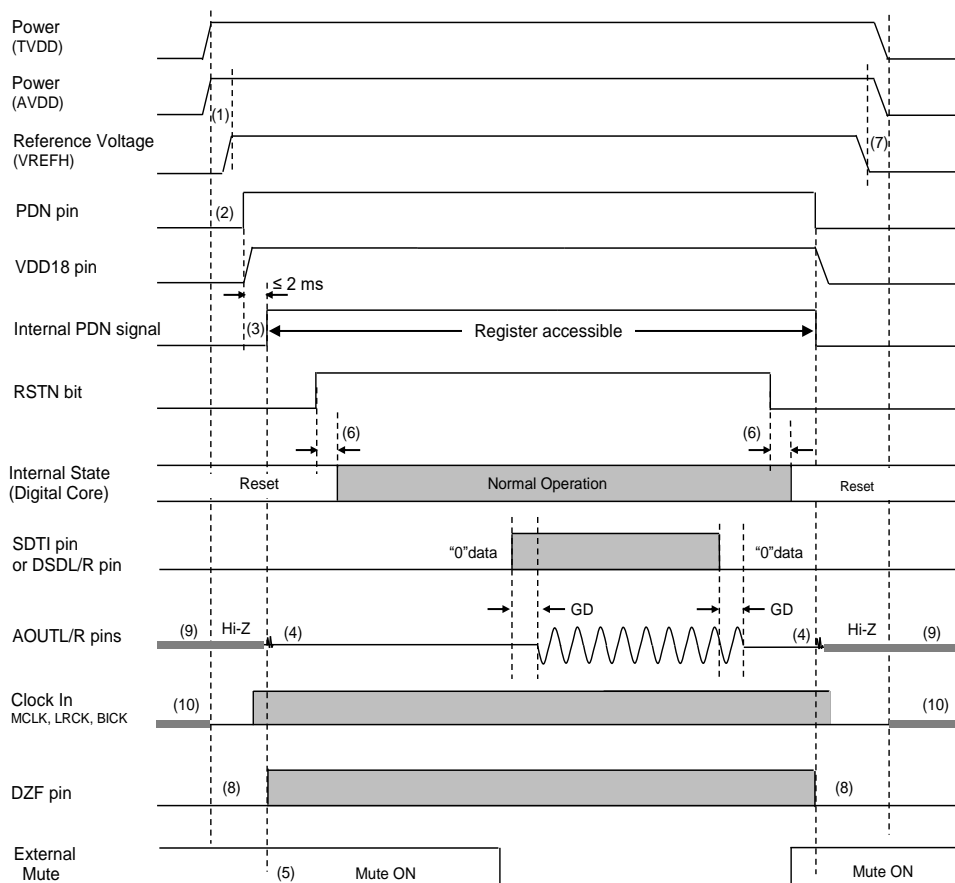 Power
(TVDD)
Power
(AVDD)
(1)
Reference Voltage
(VREFH)
(7)
PDN pin
(2)
VDD18 pin
≤ 2 ms
Internal PDN signal
(3)
Register accessible
RSTN bit
(6)
(6)
Internal State
(Digital Core)
Reset
Normal Operation
Reset
SDTI pin
or DSDL/R pin
“0”data
“0”data
GD
GD
AOUTL/R pins
(9)
Hi-Z
(4)
(4)
Hi-Z
(9)
Clock In
MCLK, LRCK, BICK
(10)
(10)
DZF pin
(8)
(8)
External
Mute
(5)
Mute ON
Mute ON